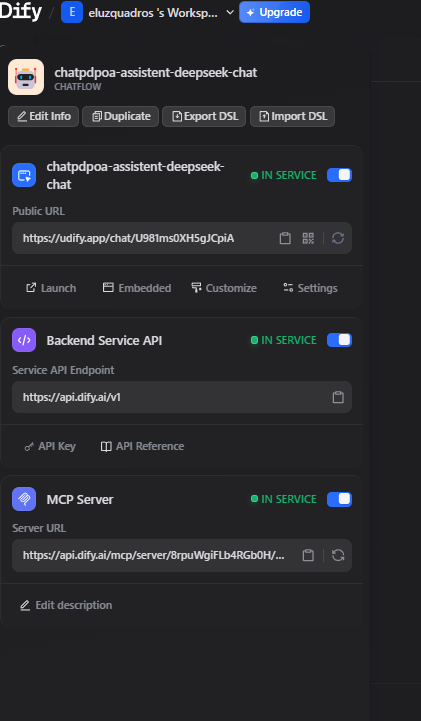 Dify / E eluzquadros 's Worksp... Upgrade
chatpdpoa-assistent-deepseek-chat
CHATFLOW
Edit Info Duplicate Export DSL Import DSL
chatpdpoa-assistent-deepseek-
chat
IN SERVICE
Public URL
https://udify.app/chat/U981ms0XH5gJCpiA
Launch Embedded Customize Settings
Backend Service API IN SERVICE
Service API Endpoint
https://api.dify.ai/v1
API Key API Reference
MCP Server IN SERVICE
Server URL
https://api.dify.ai/mcp/server/8rpuWgiFLb4RGb0H/...
Edit description